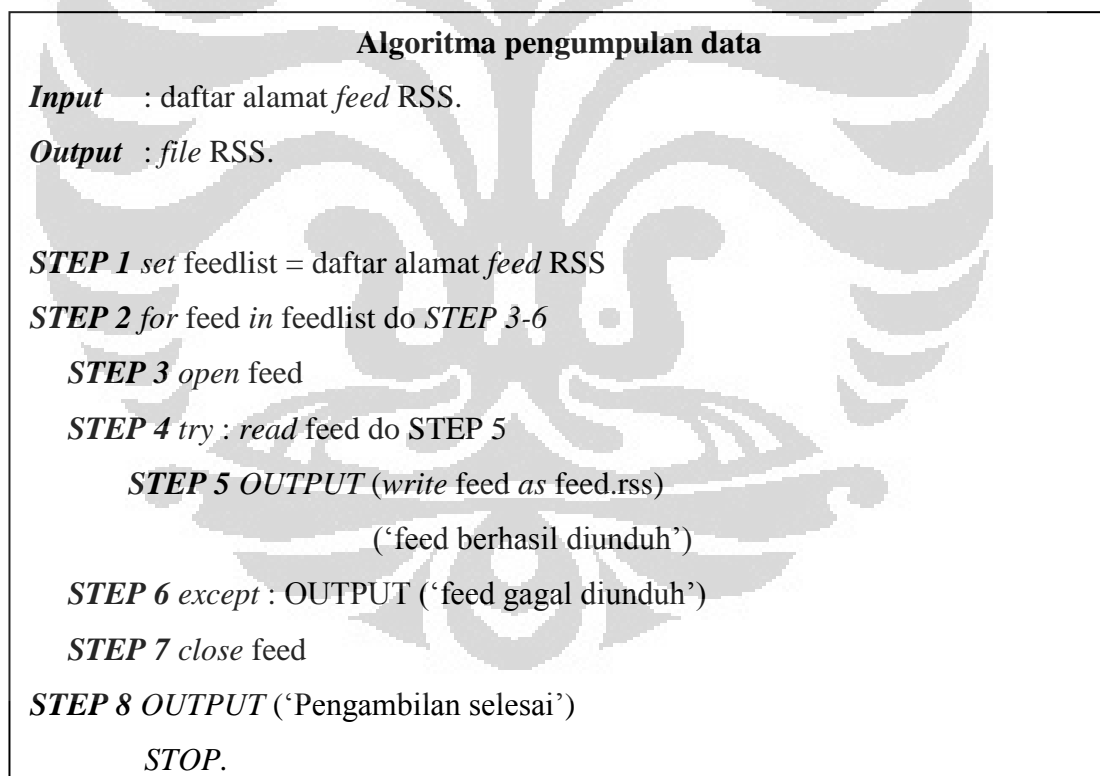 Algoritma pengumpulan data
Input : daftar alamat feed RSS.
Output : file RSS.
STEP 1 set feedlist = daftar alamat feed RSS
STEP 2 for feed in feedlist do STEP 3-6
STEP 3 open feed
STEP 4 try : read feed do STEP 5
STEP 5 OUTPUT (write feed as feed.rss)
(‘feed berhasil diunduh’)
STEP 6 except : OUTPUT (‘feed gagal diunduh’)
STEP 7 close feed
STEP 8 OUTPUT (‘Pengambilan selesai’)
STOP.